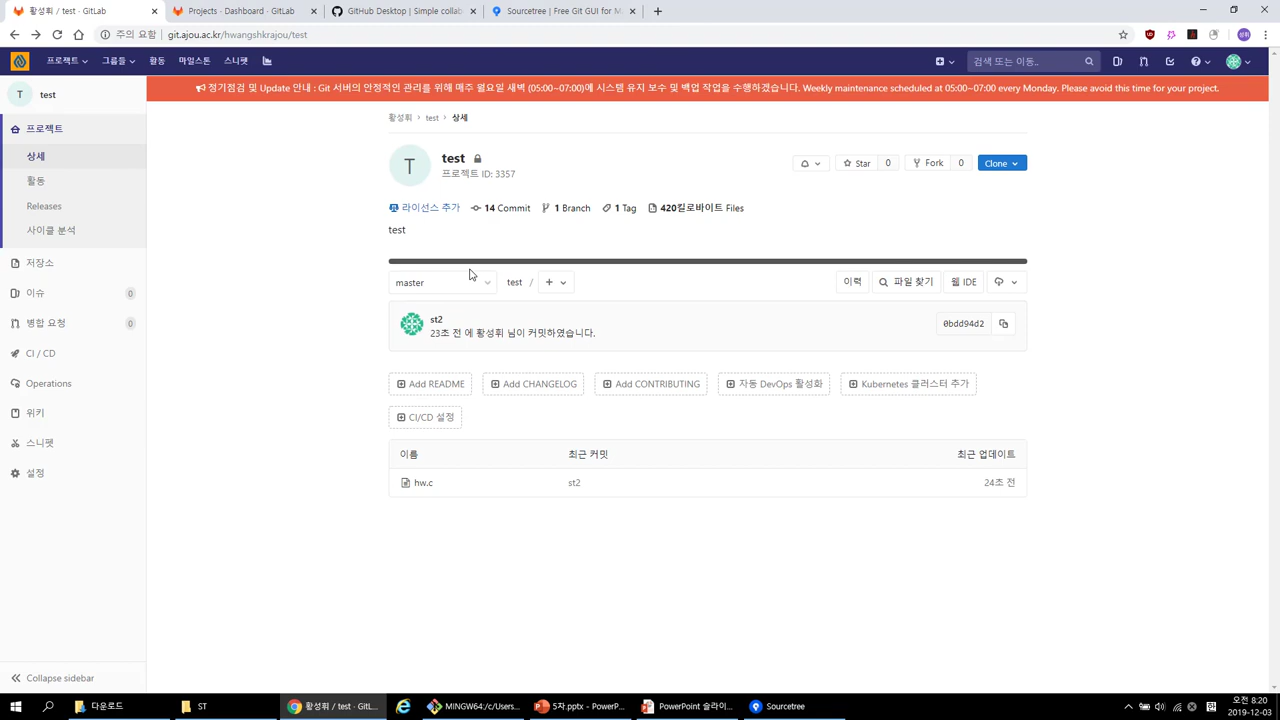 황성휘 / test · GitLab
Projects · Dashboard · GitLab
GitHub Desktop | Simple collab
Sourcetree | Free Git GUI for M
주의 요함 | git.ajou.ac.kr/hwangshkrajou/test
성휘
프로젝트
그룹들
활동
마일스톤
스니펫
검색 또는 이동..
정기점검 및 Update 안내 : Git 서버의 안정적인 관리를 위해 매주 월요일 새벽 (05:00~07:00)에 시스템 유지 보수 및 백업 작업을 수행하겠습니다. Weekly maintenance scheduled at 05:00~07:00 every Monday. Please avoid this time for your project.
T test
프로젝트
상세
활동
Releases
사이클 분석
저장소
이슈 0
병합 요청 0
CI / CD
Operations
위키
스니펫
설정
Collapse sidebar
황성휘 › test › 상세
T
test
프로젝트 ID: 3357
Star 0
Fork 0
Clone
라이선스 추가
14 Commit
1 Branch
1 Tag
420킬로바이트 Files
test
master
test / +
이력
파일 찾기
웹 IDE
st2
23초 전 에 황성휘 님이 커밋하였습니다.
0bdd94d2
Add README
Add CHANGELOG
Add CONTRIBUTING
자동 DevOps 활성화
Kubernetes 클러스터 추가
CI/CD 설정
이름 최근 커밋 최근 업데이트
hw.c st2 24초 전
다운로드
ST
황성휘 / test · GitL...
MINGW64:/c/Users...
5차.pptx - PowerP...
PowerPoint 슬라이...
Sourcetree
오전 8:20
2019-12-03